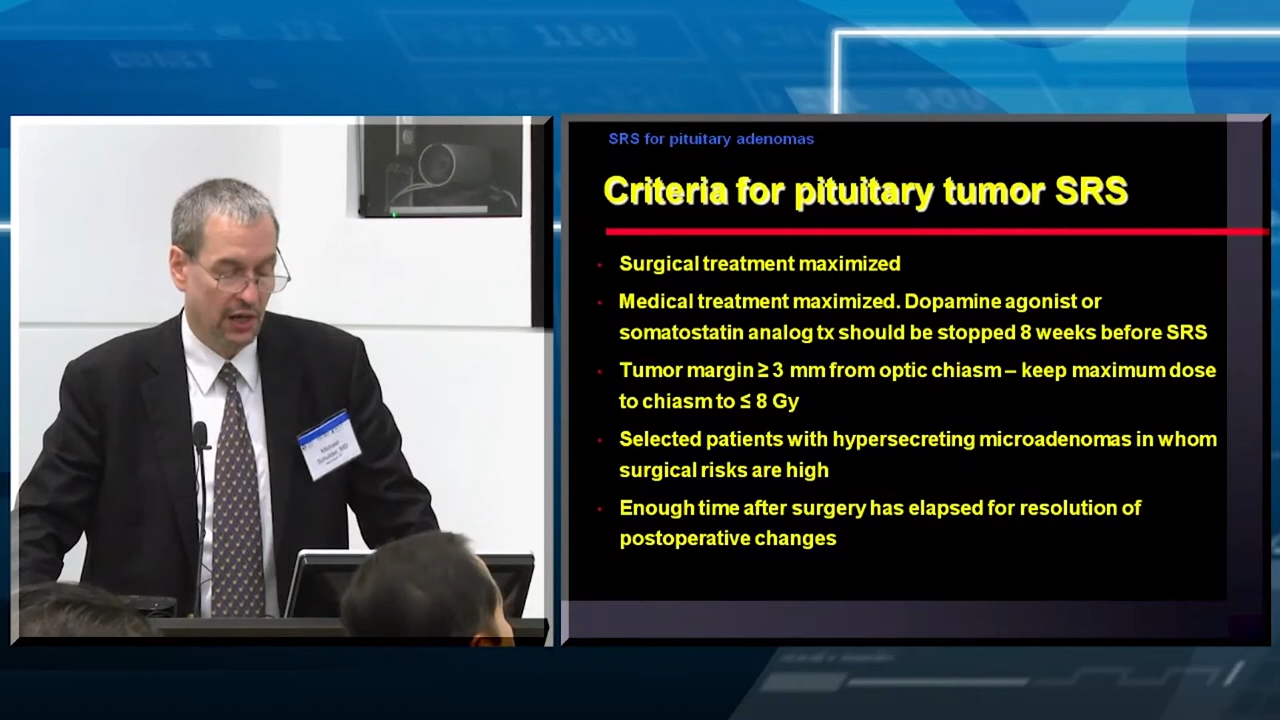 SRS for pituitary adenomas
Criteria for pituitary tumor SRS
Surgical treatment maximized
Medical treatment maximized. Dopamine agonist or
somatostatin analog tx should be stopped 8 weeks before SRS
Tumor margin ≥ 3 mm from optic chiasm – keep maximum dose
to chiasm to ≤ 8 Gy
Selected patients with hypersecreting microadenomas in whom
surgical risks are high
Enough time after surgery has elapsed for resolution of
postoperative changes
Michael
Schulder, MD